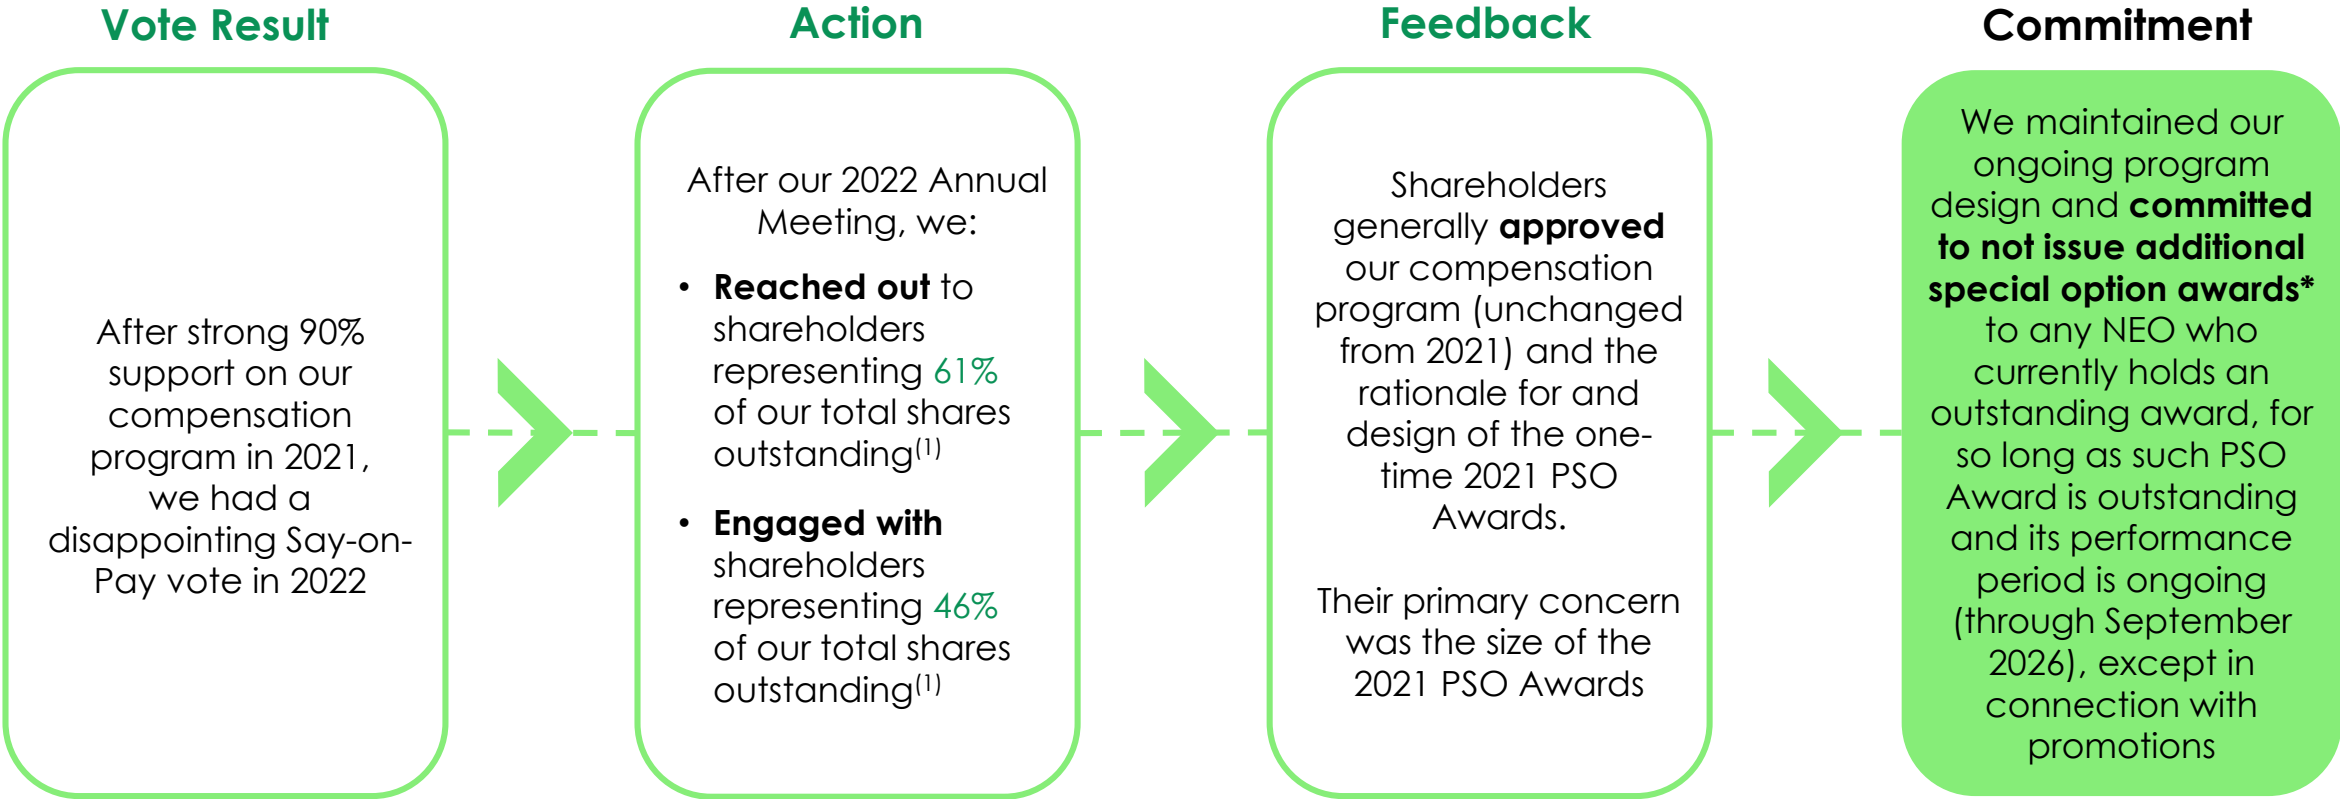 Vote Result
After strong 90%
support on our
compensation
program in 2021,
we had a
disappointing Say-on-
Pay vote in 2022
Action
After our 2022 Annual
Meeting, we:
• Reached out to
shareholders
representing 61%
of our total shares
outstanding(1)
• Engaged with
shareholders
representing 46%
of our total shares
outstanding(1)
Feedback
Shareholders
generally approved
our compensation
program (unchanged
from 2021) and the
rationale for and
design of the one-
time 2021 PSO
Awards.
Their primary concern
was the size of the
2021 PSO Awards
Commitment
We maintained our
ongoing program
design and committed
to not issue additional
special option awards*
to any NEO who
currently holds an
outstanding award, for
so long as such PSO
Award is outstanding
and its performance
period is ongoing
(through September
2026), except in
connection with
promotions